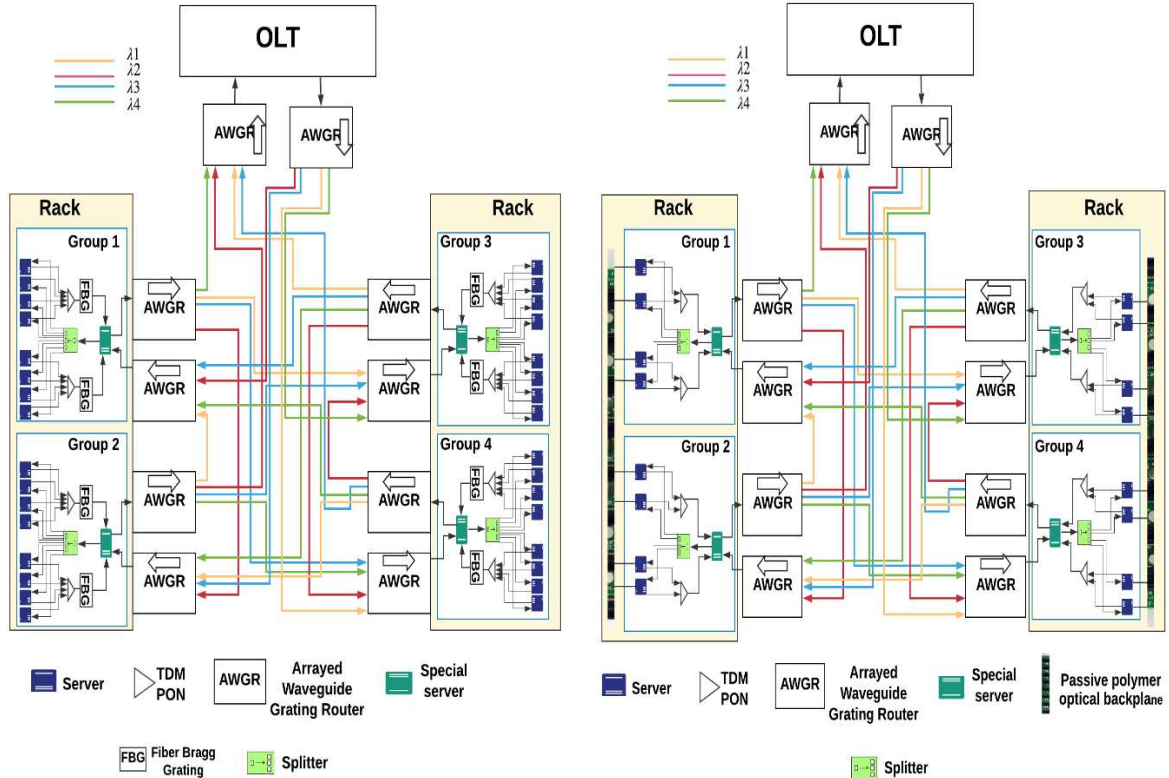 OLT
λ1
λ2
λ3
λ4
AWGR
AWGR
Rack
Rack
Group 1
Group 3
FBG
FBG
AWGR
AWGR
AWGR
AWGR
FBG
FBG
Group 2
Group 4
FBG
FBG
AWGR
AWGR
AWGR
AWGR
FBG
FBG
Server
TDM
PON
AWGR
Arrayed
Waveguide
Grating Router
Special
server
FBG
Fiber Bragg
Grating
Splitter
OLT
λ1
λ2
λ3
λ4
AWGR
AWGR
Rack
Rack
Group 1
Group 3
AWGR
AWGR
AWGR
AWGR
Group 2
Group 4
AWGR
AWGR
AWGR
AWGR
Server
TDM
PON
AWGR
Arrayed
Waveguide
Grating Router
Special
server
Passive polymer
optical backplane
Splitter